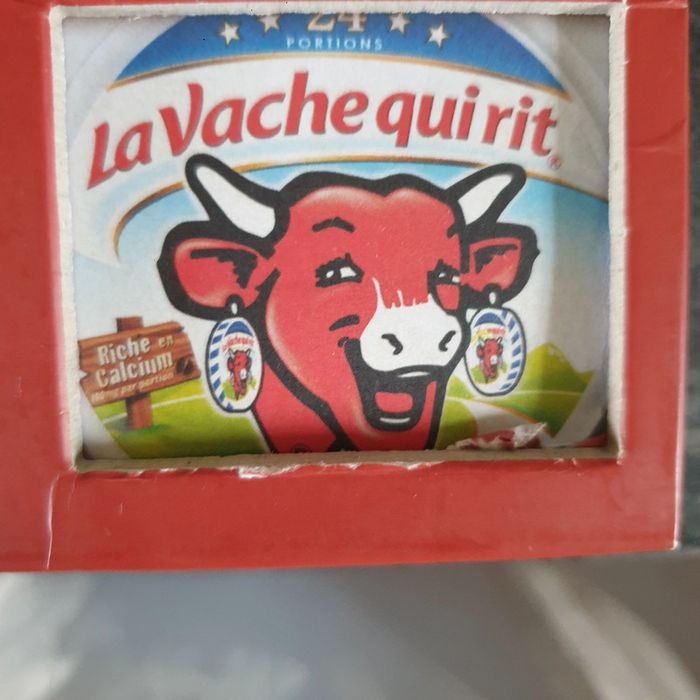 24
PORTIONS
La Vache qui rit
Riche en
Calcium